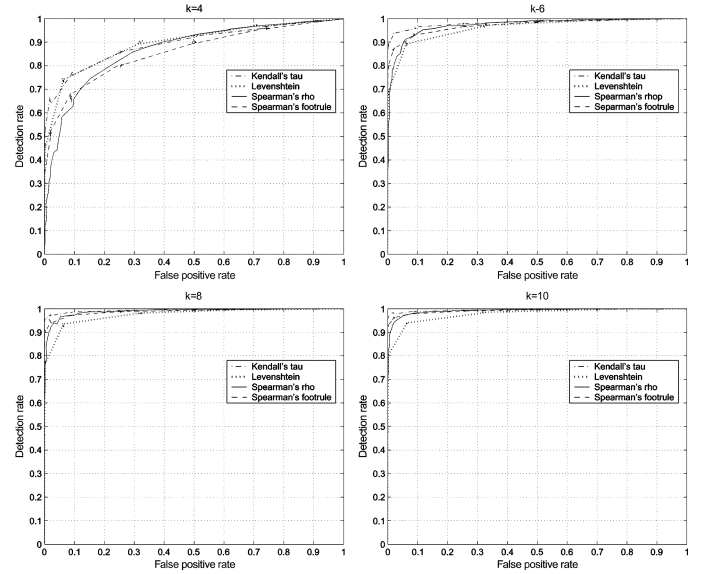 k=4
1
0.9
0.8
0.7
0.6
0.5
0.4
0.3
0.2
0.1
0
Detection rate
Kendall's tau
Levenshtein
Spearman's rho
Spearman's footrule
0 0.1 0.2 0.3 0.4 0.5 0.6 0.7 0.8 0.9 1
False positive rate
k-6
1
0.9
0.8
0.7
0.6
0.5
0.4
0.3
0.2
0.1
0
Detection rate
Kendall's tau
Levenshtein
Spearman's rhop
Separman's footrule
0 0.1 0.2 0.3 0.4 0.5 0.6 0.7 0.8 0.9 1
False positive rate
k=8
1
0.9
0.8
0.7
0.6
0.5
0.4
0.3
0.2
0.1
0
Detection rate
Kendall's tau
Levenshtein
Spearman's rho
Spearman's footrule
0 0.1 0.2 0.3 0.4 0.5 0.6 0.7 0.8 0.9 1
False positive rate
k=10
1
0.9
0.8
0.7
0.6
0.5
0.4
0.3
0.2
0.1
0
Detection rate
Kendall's tau
Levenshtein
Spearman's rho
Spearman's footrule
0 0.1 0.2 0.3 0.4 0.5 0.6 0.7 0.8 0.9 1
False positive rate